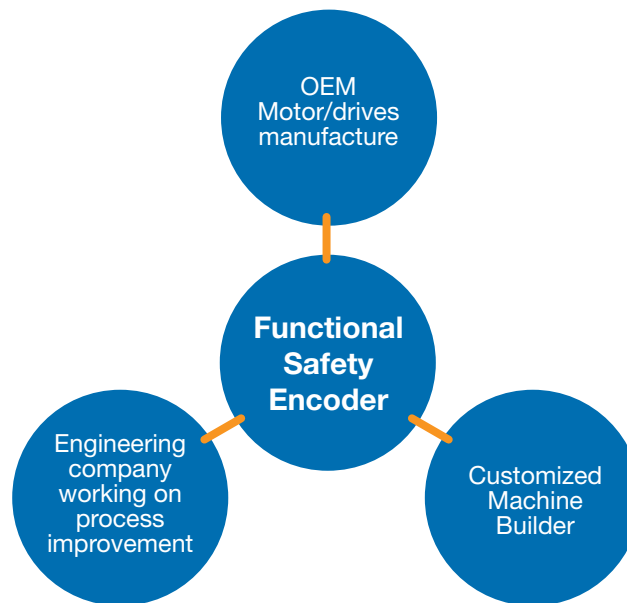 OEM
Motor/drives
manufacture
Functional
Safety
Encoder
Engineering
company
working on
process
improvement
Customized
Machine
Builder